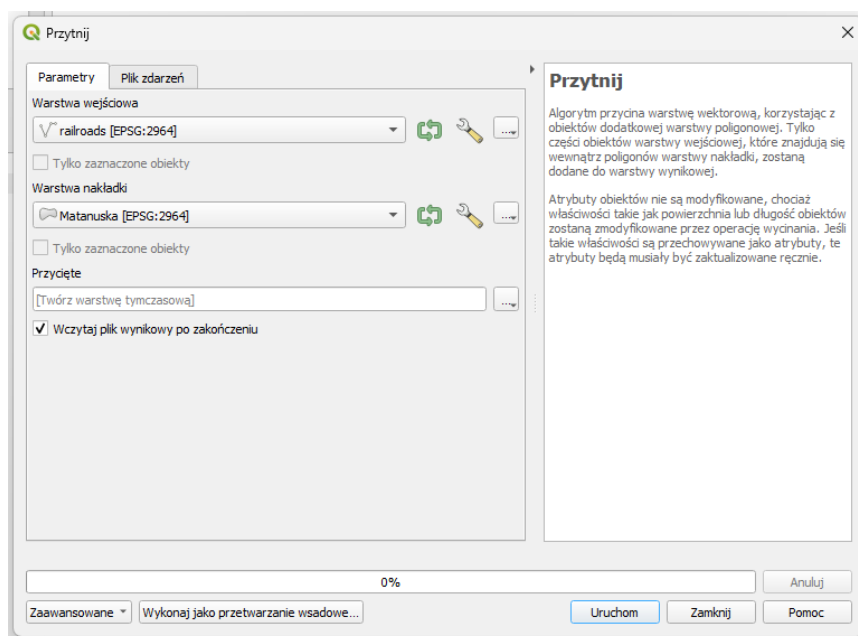 Przytnij
Parametry
Plik zdarzeń
Warstwa wejściowa
railroads [EPSG:2964]
Tylko zaznaczone obiekty
Warstwa nakładki
Matanuska [EPSG:2964]
Tylko zaznaczone obiekty
Przycięte
[Twórz warstwę tymczasową]
Wczytaj plik wynikowy po zakończeniu
Przytnij
Algorytm przycina warstwę wektorową, korzystając z
obiektów dodatkowej warstwy poligonowej. Tylko
części obiektów warstwy wejściowej, które znajdują się
wewnątrz poligonów warstwy nakładki, zostaną
dodane do warstwy wynikowej.
Atrybuty obiektów nie są modyfikowane, chociaż
właściwości takie jak powierzchnia lub długość obiektów
zostaną zmodyfikowane przez operację wycinania. Jeśli
takie właściwości są przechowywane jako atrybuty, te
atrybuty będą musiały być zaktualizowane ręcznie.
0%
Anuluj
Zaawansowane
Wykonaj jako przetwarzanie wsadowe...
Uruchom
Zamknij
Pomoc